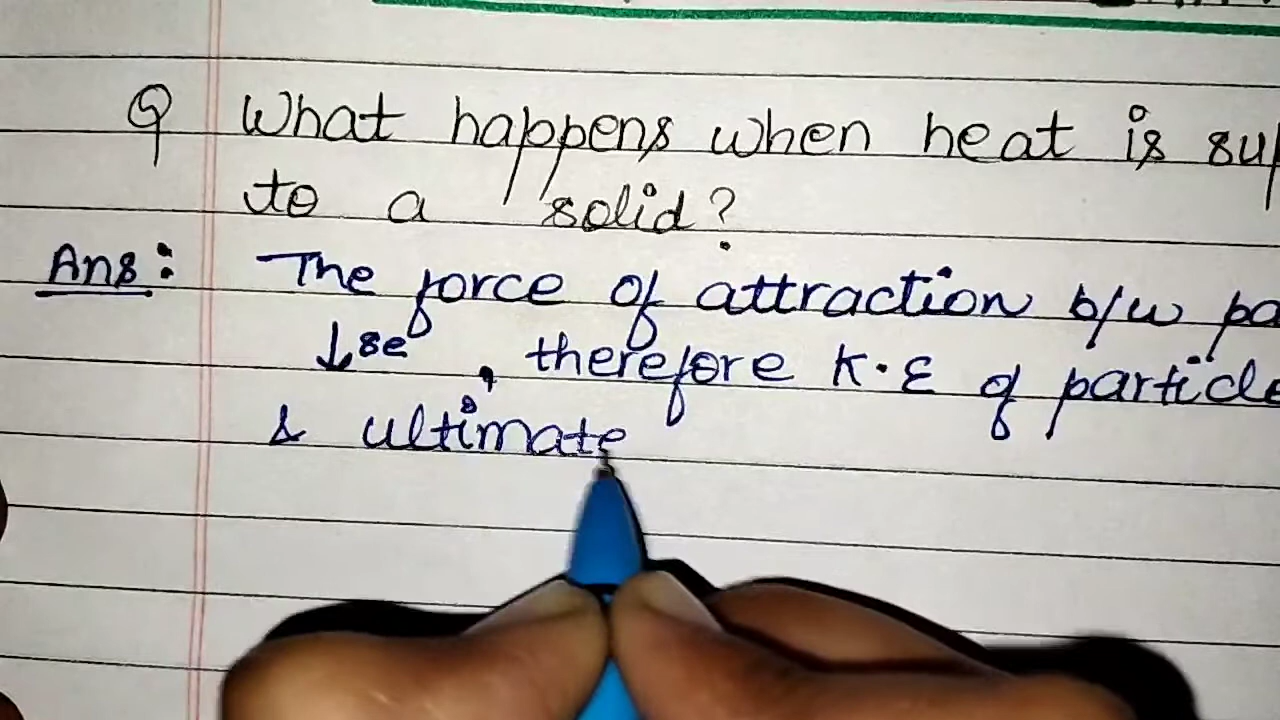 Q What happens when heat is sup
to a solid?
Ans: The force of attraction b/w pa
↓se , therefore K.E of particle
& ultimate